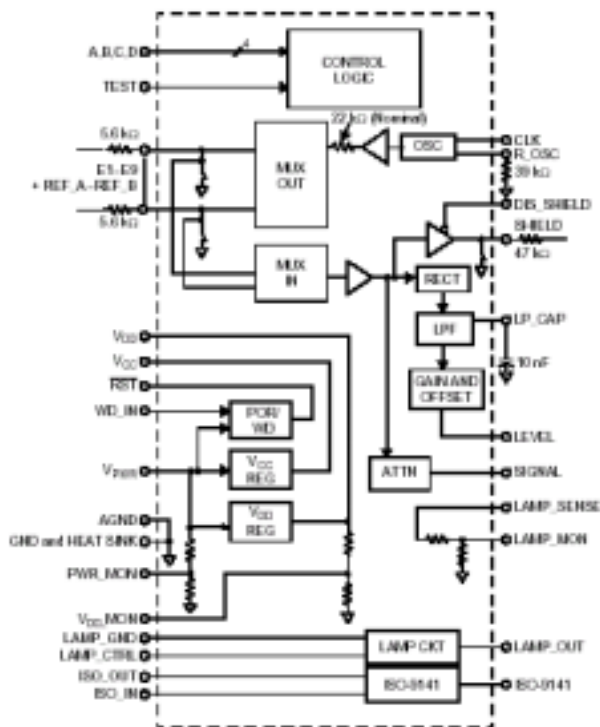 A,B,C,D
4
CONTROL
LOGIC
TEST
22 kΩ (Nominal)
5.6 kΩ
MUX
OUT
OSC
CLK
R_OSC
39 kΩ
E1–E9
+ REF_A–REF_B
5.6 kΩ
DIS_SHIELD
SHIELD
47 kΩ
MUX
IN
RECT
LPF
LP_CAP
10 nF
GAIN AND
OFFSET
LEVEL
VDD
VCC
RST
WD_IN
POR/
WD
VPWR
VCC
REG
ATTN
SIGNAL
VDD
REG
AGND
GND and HEAT SINK
LAMP_SENSE
LAMP_MON
PWR_MON
VDD_MON
LAMP_GND
LAMP_CTRL
LAMP CKT
LAMP_OUT
ISO_OUT
ISO_IN
ISO-9141
ISO-9141